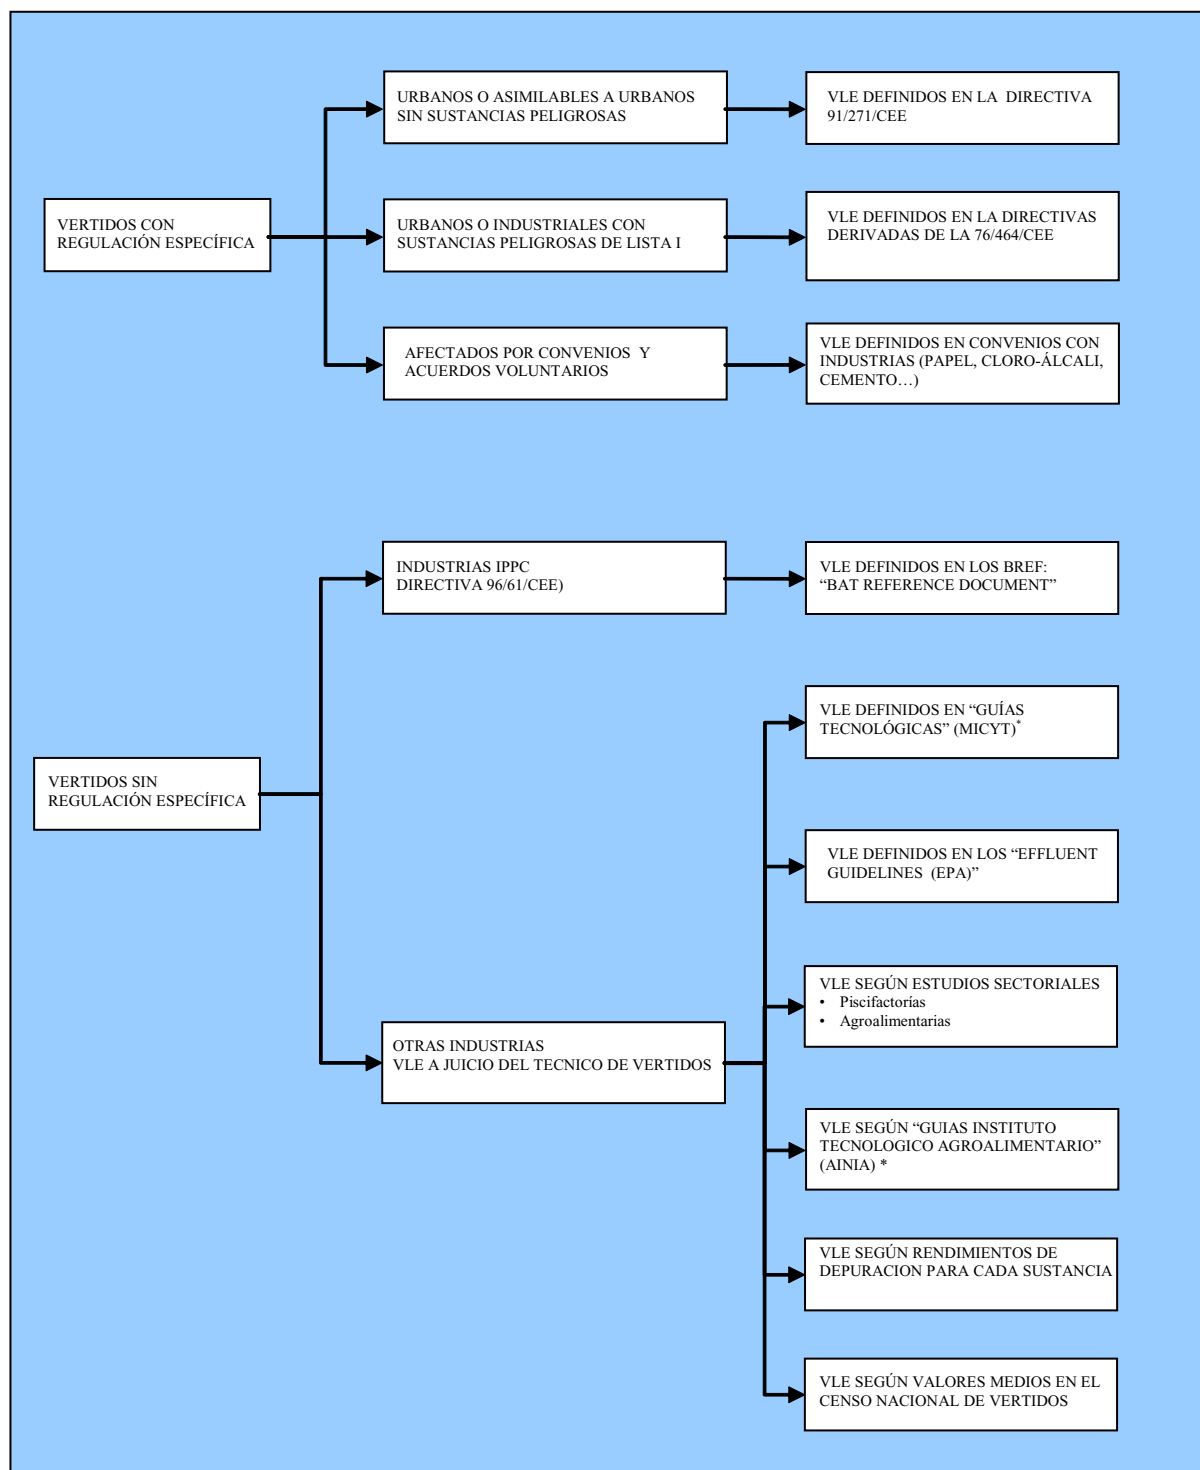 VERTIDOS CON
REGULACIÓN ESPECÍFICA
URBANOS O ASIMILABLES A URBANOS
SIN SUSTANCIAS PELIGROSAS
VLE DEFINIDOS EN LA DIRECTIVA
91/271/CEE
URBANOS O INDUSTRIALES CON
SUSTANCIAS PELIGROSAS DE LISTA I
VLE DEFINIDOS EN LA DIRECTIVAS
DERIVADAS DE LA 76/464/CEE
AFECTADOS POR CONVENIOS Y
ACUERDOS VOLUNTARIOS
VLE DEFINIDOS EN CONVENIOS CON
INDUSTRIAS (PAPEL, CLORO-ÁLCALI,
CEMENTO…)
VERTIDOS SIN
REGULACIÓN ESPECÍFICA
INDUSTRIAS IPPC
DIRECTIVA 96/61/CEE)
VLE DEFINIDOS EN LOS BREF:
“BAT REFERENCE DOCUMENT”
OTRAS INDUSTRIAS
VLE A JUICIO DEL TECNICO DE VERTIDOS
VLE DEFINIDOS EN “GUÍAS
TECNOLÓGICAS” (MICYT)*
VLE DEFINIDOS EN LOS “EFFLUENT
GUIDELINES (EPA)”
VLE SEGÚN ESTUDIOS SECTORIALES
• Piscifactorías
• Agroalimentarias
VLE SEGÚN “GUIAS INSTITUTO
TECNOLOGICO AGROALIMENTARIO”
(AINIA) *
VLE SEGÚN RENDIMIENTOS DE
DEPURACION PARA CADA SUSTANCIA
VLE SEGÚN VALORES MEDIOS EN EL
CENSO NACIONAL DE VERTIDOS